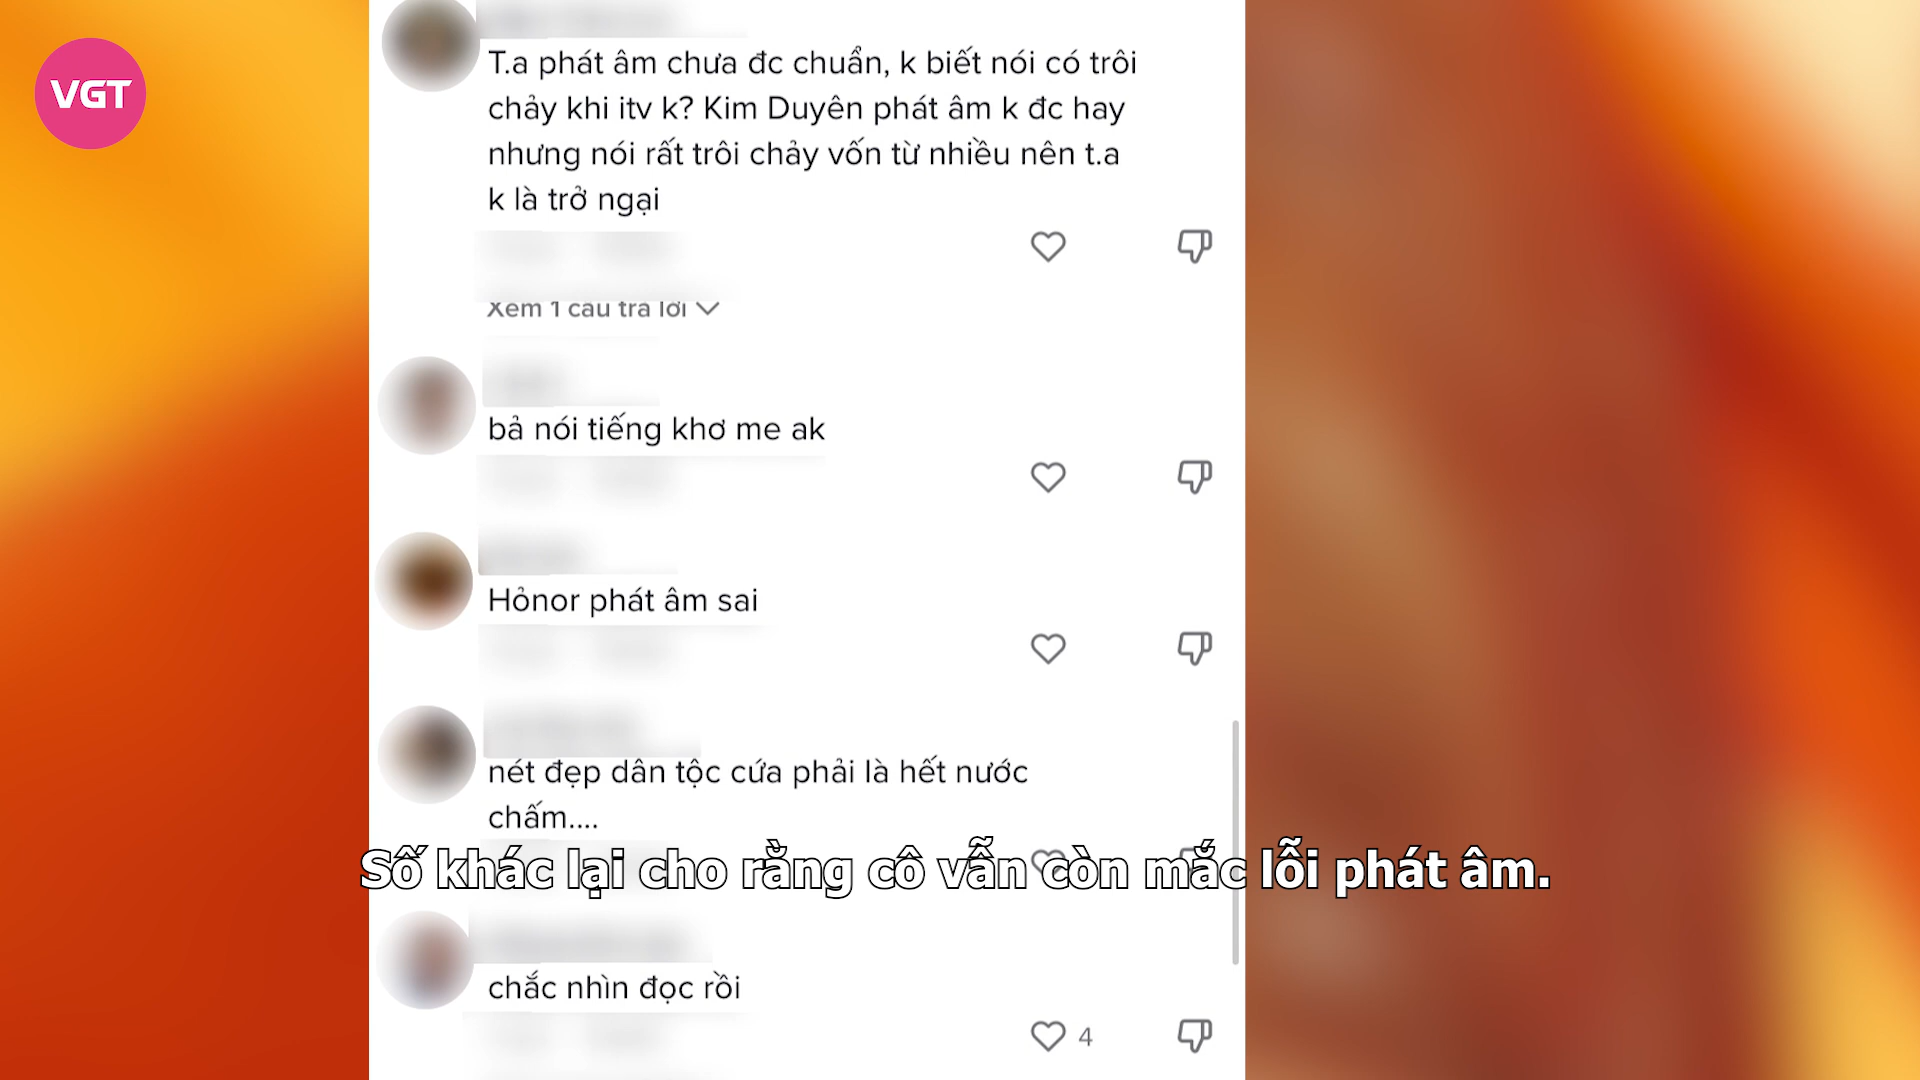 VGT
T.a phát âm chưa đc chuẩn, k biết nói có trôi
chảy khi itv k? Kim Duyên phát âm k đc hay
nhưng nói rất trôi chảy vốn từ nhiều nên t.a
k là trở ngại
Xem 1 câu trả lời
bả nói tiếng khơ me ak
Hỏnor phát âm sai
nét đẹp dân tộc cứa phải là hết nước
chấm....
Số khác lại cho rằng cô vẫn còn mắc lỗi phát âm.
chắc nhìn đọc rồi
4